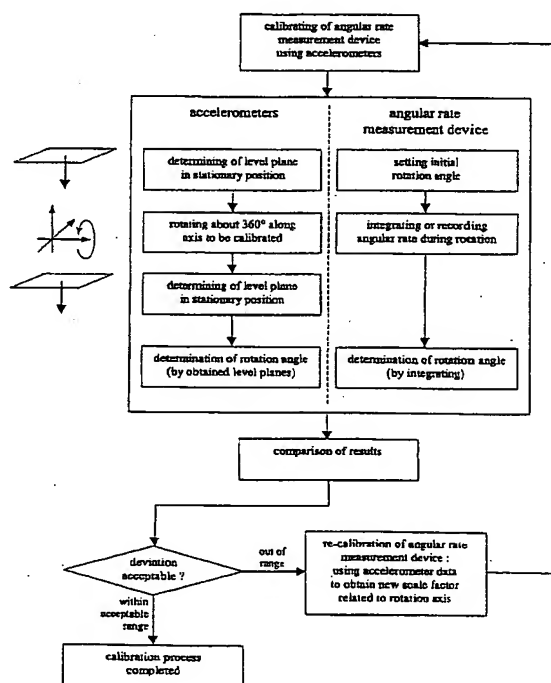 calibrating of angular rate
measurement device
using accelerometers
accelerometers
angular rate
measurement device
determining of level plane
in stationary position
setting initial
rotation angle
rotating about 360° along
axis to be calibrated
integrating or recording
angular rate during rotation
determining of level plane
in stationary position
determination of rotation angle
(by obtained level planes)
determination of rotation angle
(by integrating)
comparison of results
deviation
acceptable ?
out of
range
re-calibration of angular rate
measurement device :
using accelerometer data
to obtain new scale factor
related to rotation axis
within
acceptable
range
calibration process
completed